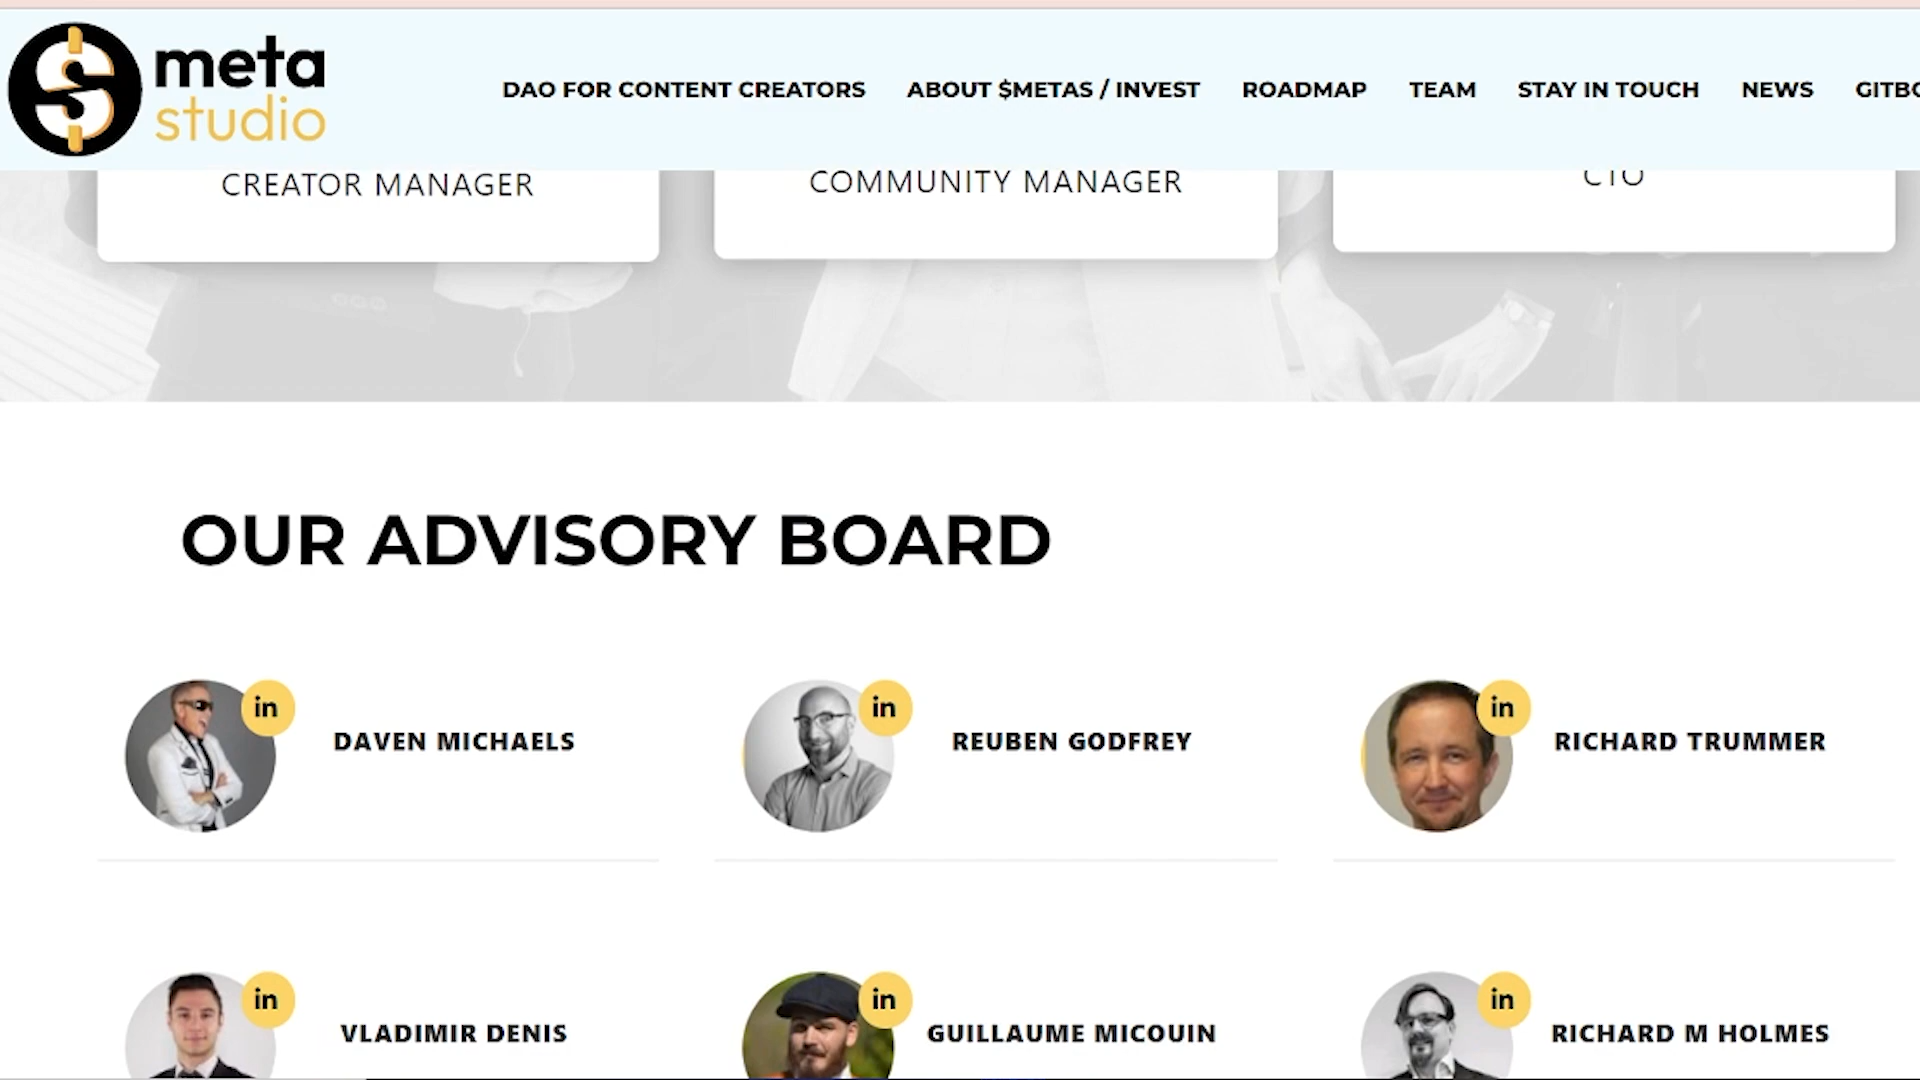 meta
studio
DAO FOR CONTENT CREATORS
ABOUT $METAS / INVEST
ROADMAP
TEAM
STAY IN TOUCH
NEWS
GITBO
CREATOR MANAGER
COMMUNITY MANAGER
CTO
OUR ADVISORY BOARD
in
DAVEN MICHAELS
in
REUBEN GODFREY
in
RICHARD TRUMMER
in
VLADIMIR DENIS
in
GUILLAUME MICOUIN
in
RICHARD M HOLMES